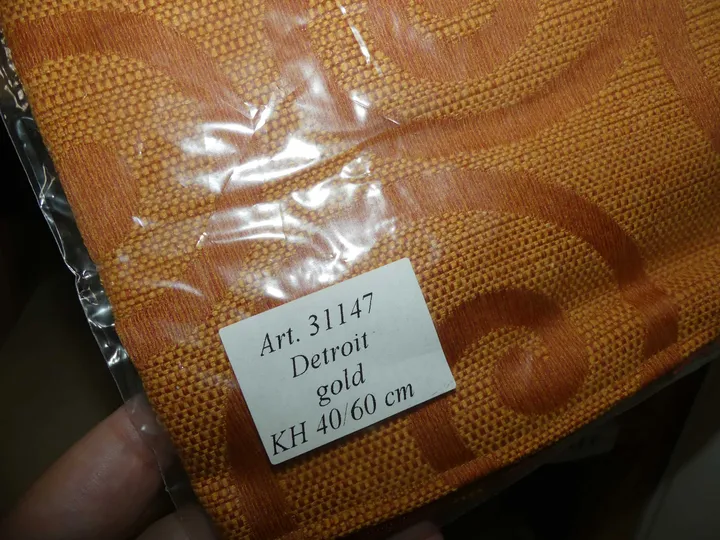 Art. 31147
Detroit
gold
KH 40/60 cm